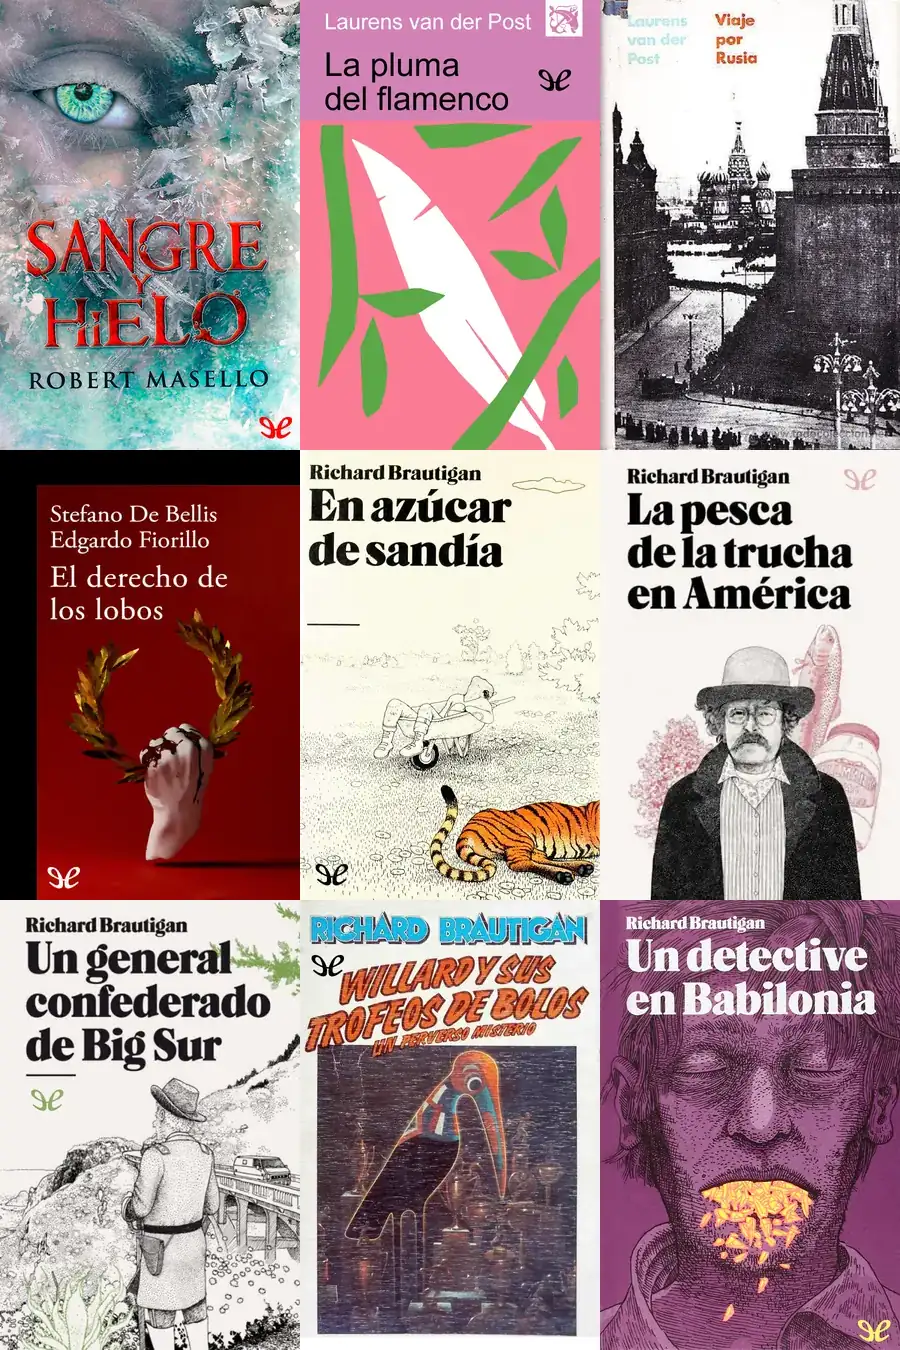 SANGRE
Y
HiELO
ROBERT MASELLO
Laurens van der Post
La pluma
del flamenco
Laurens
van der
Post
Viaje
por
Rusia
Stefano De Bellis
Edgardo Fiorillo
El derecho de
los lobos
Richard Brautigan
En azúcar
de sandía
Richard Brautigan
La pesca
de la trucha
en América
Richard Brautigan
Un general
confederado
de Big Sur
RICHARD BRAUTIGAN
WILLARD Y SUS
TROFEOS DE BOLOS
UN PERVERSO MISTERIO
Richard Brautigan
Un detective
en Babilonia